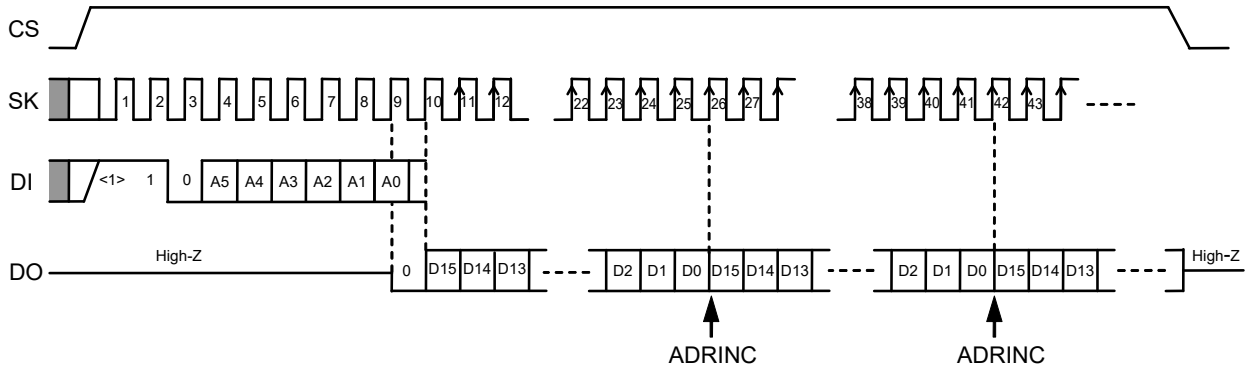 CS
SK 1 2 3 4 5 6 7 8 9 10 11 12 22 23 24 25 26 27 38 39 40 41 42 43
DI <1> 1 0 A5 A4 A3 A2 A1 A0
DO High-Z 0 D15 D14 D13 D2 D1 D0 D15 D14 D13 D2 D1 D0 D15 D14 D13 High-Z
ADRINC ADRINC